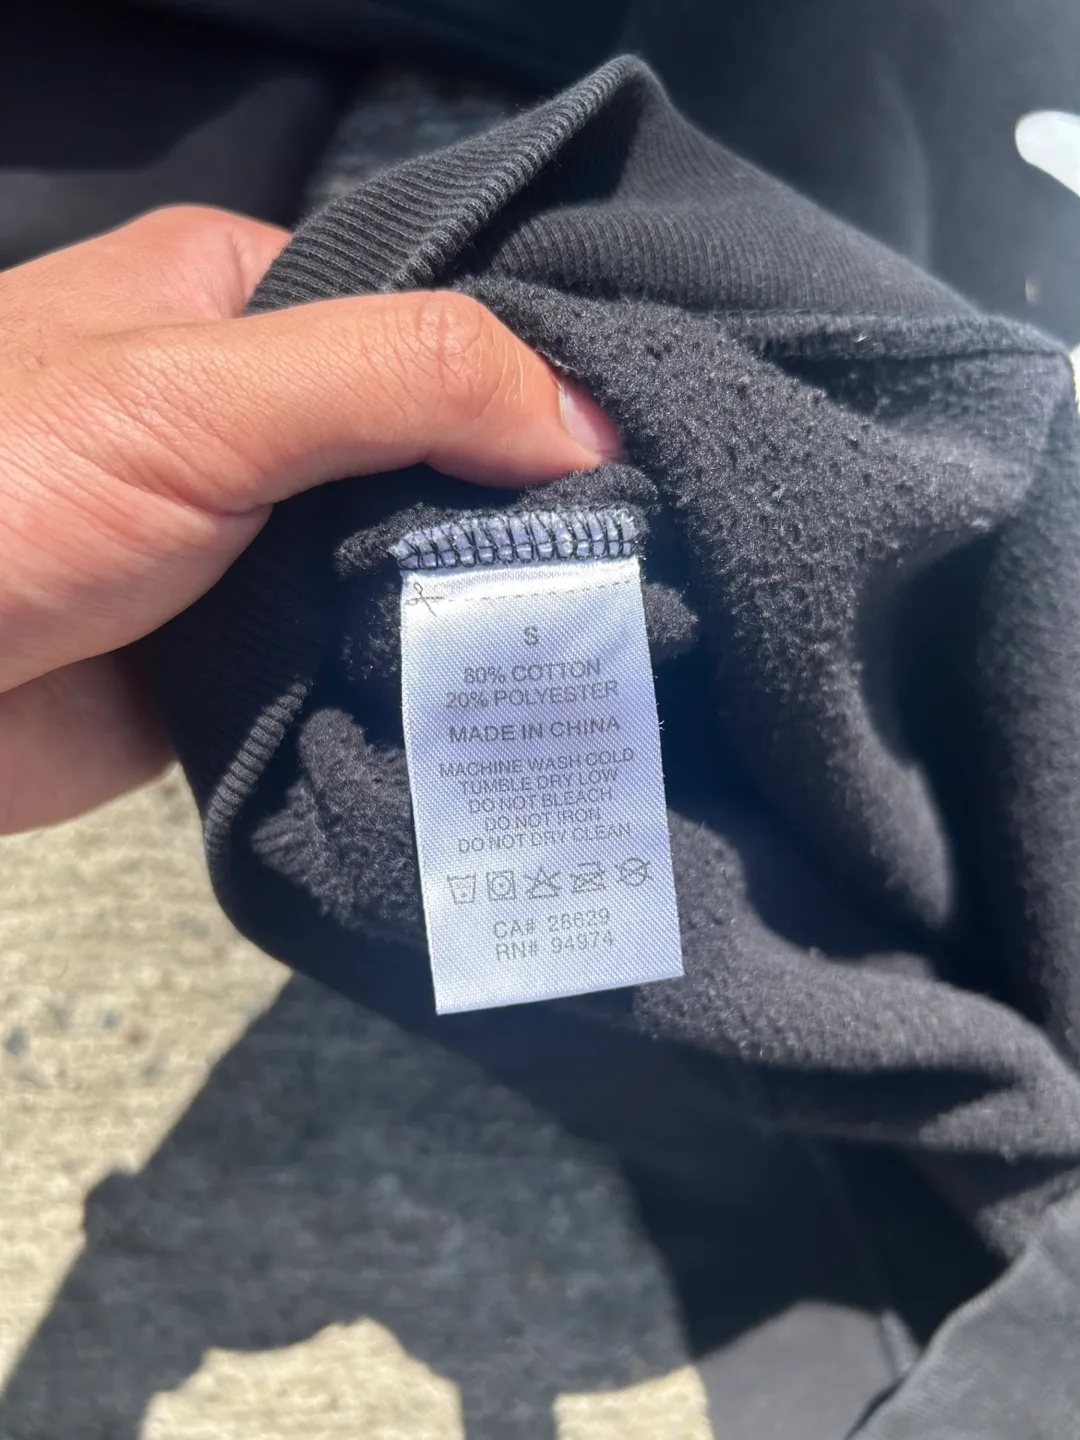 S
80% COTTON
20% POLYESTER
MADE IN CHINA
MACHINE WASH COLD
TUMBLE DRY LOW
DO NOT BLEACH
DO NOT IRON
DO NOT DRY CLEAN
CA# 28629
RN# 94974